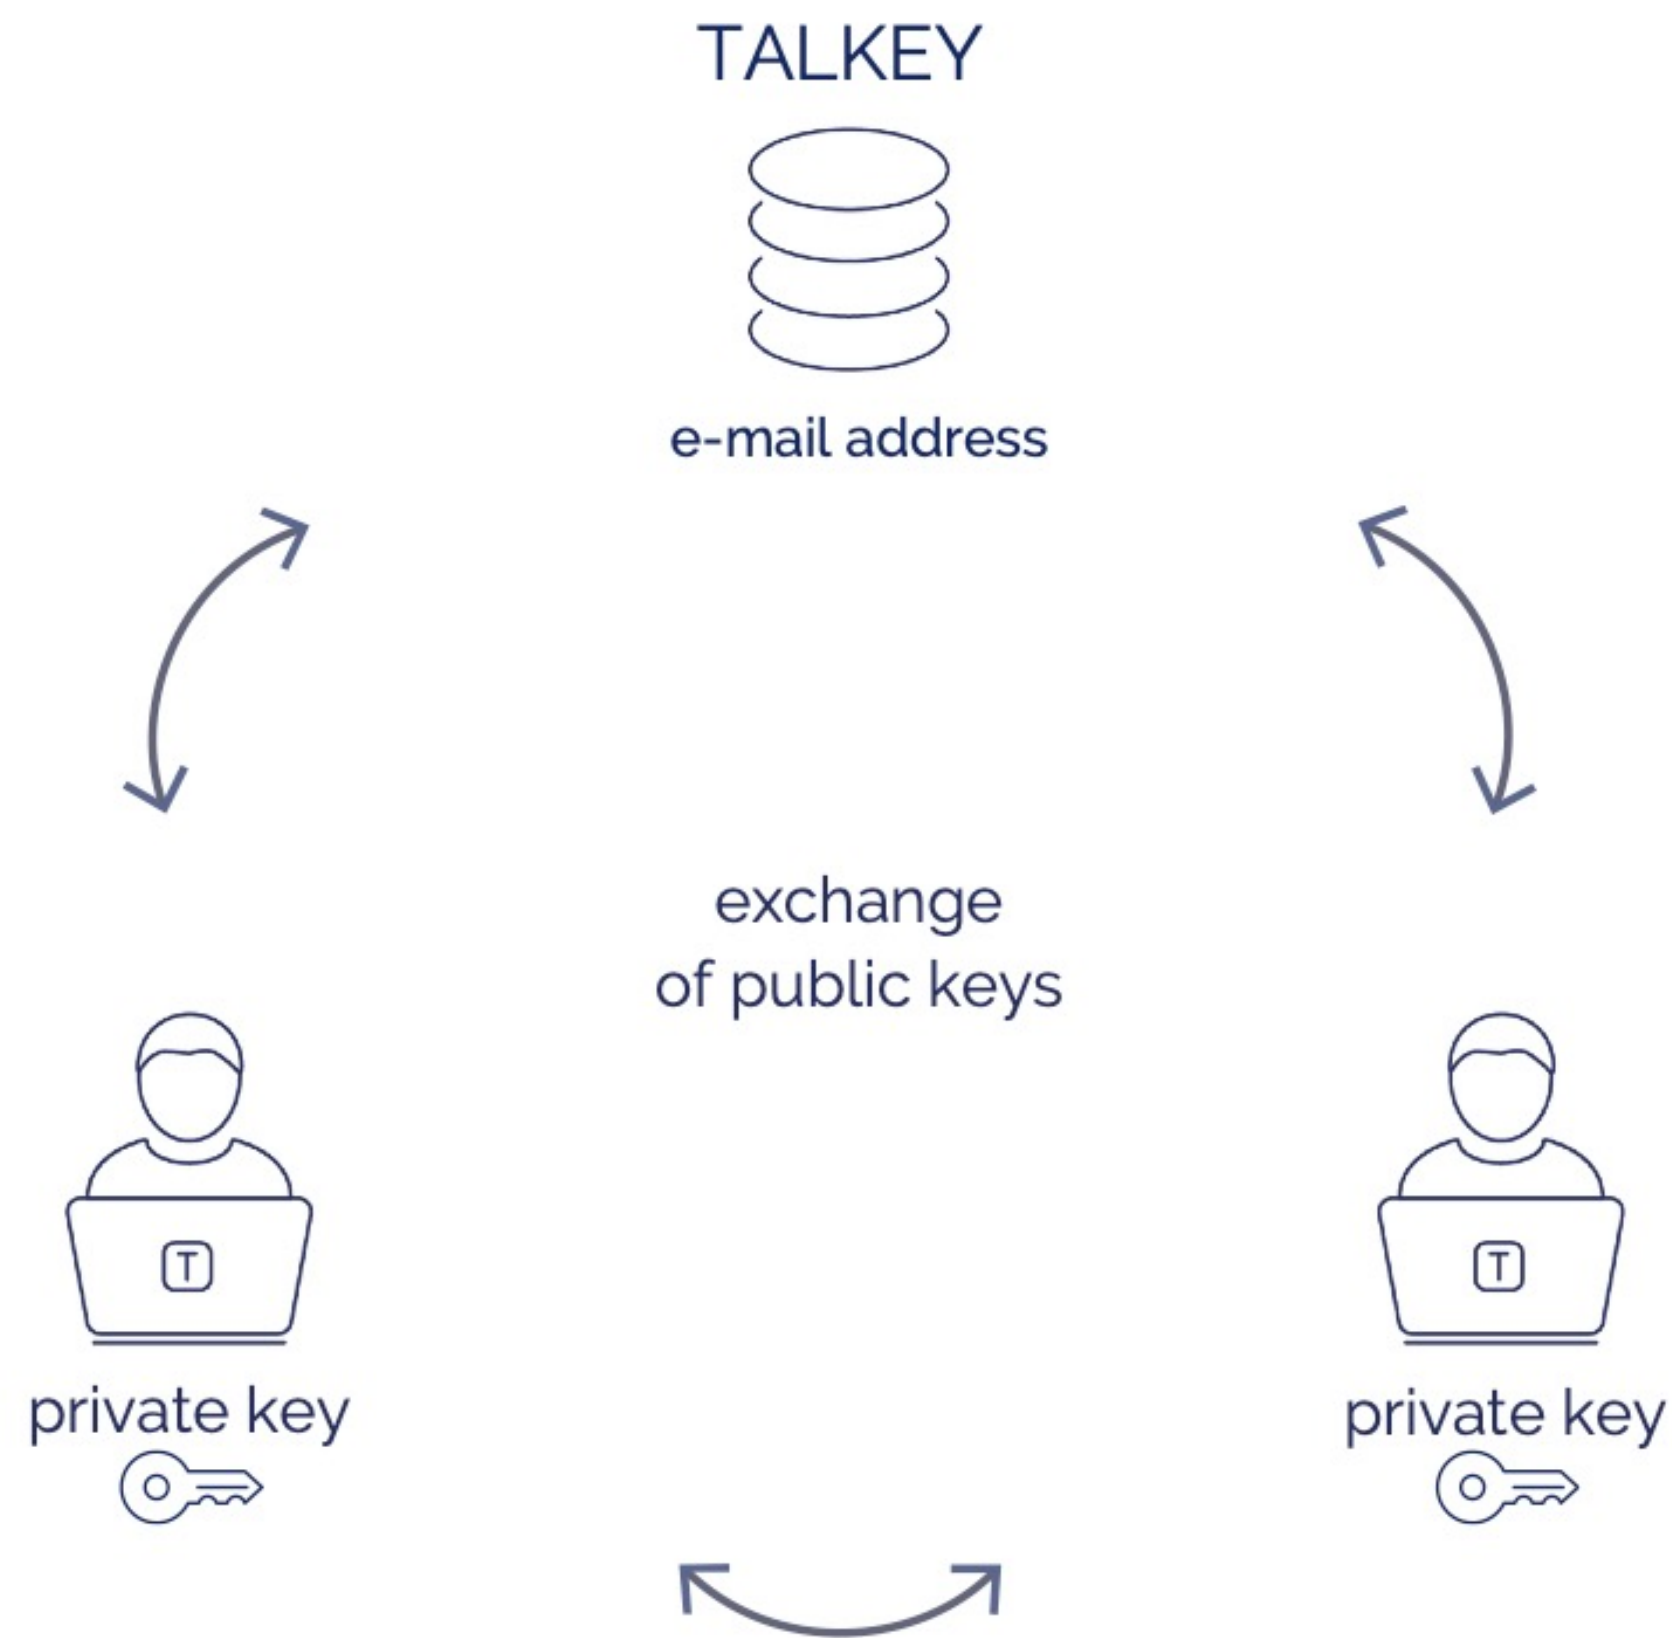 TALKEY
e-mail address
exchange
of public keys
T
T
private key
private key